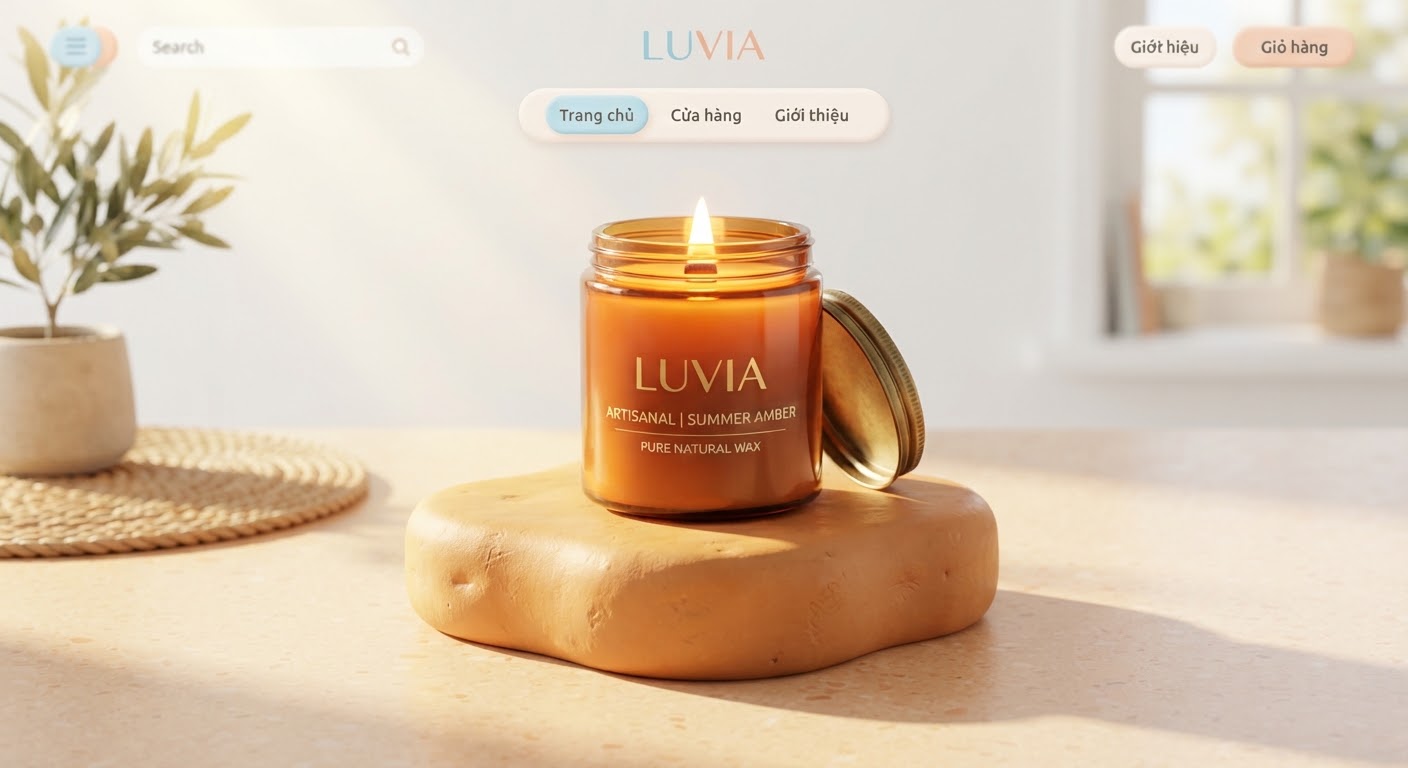 Search
LUVIA
Giớt hiệu
Giỏ hàng
Trang chủ
Cửa hàng
Giới thiệu
LUVIA
ARTISANAL | SUMMER AMBER
PURE NATURAL WAX